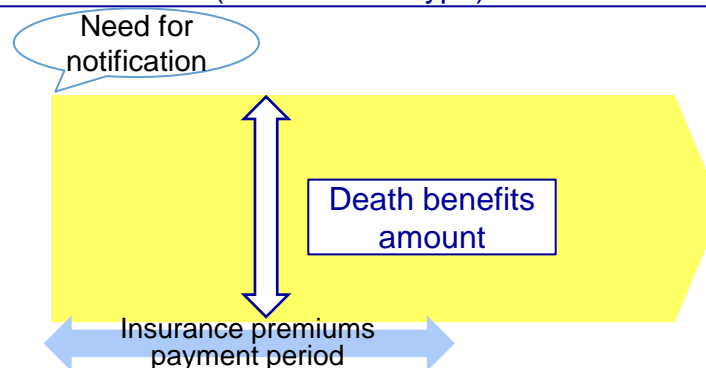 Need for
notification
Death benefits
amount
Insurance premiums
payment period